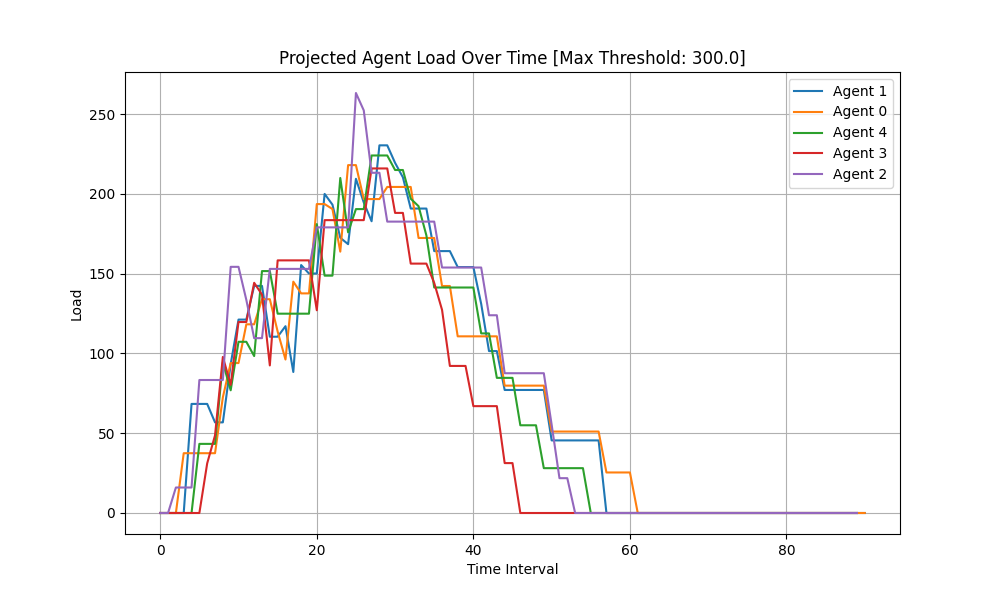 Projected Agent Load Over Time [Max Threshold: 300.0]
Load
250
200
150
100
50
0
0 20 40 60 80
Time Interval
Agent 1
Agent 0
Agent 4
Agent 3
Agent 2